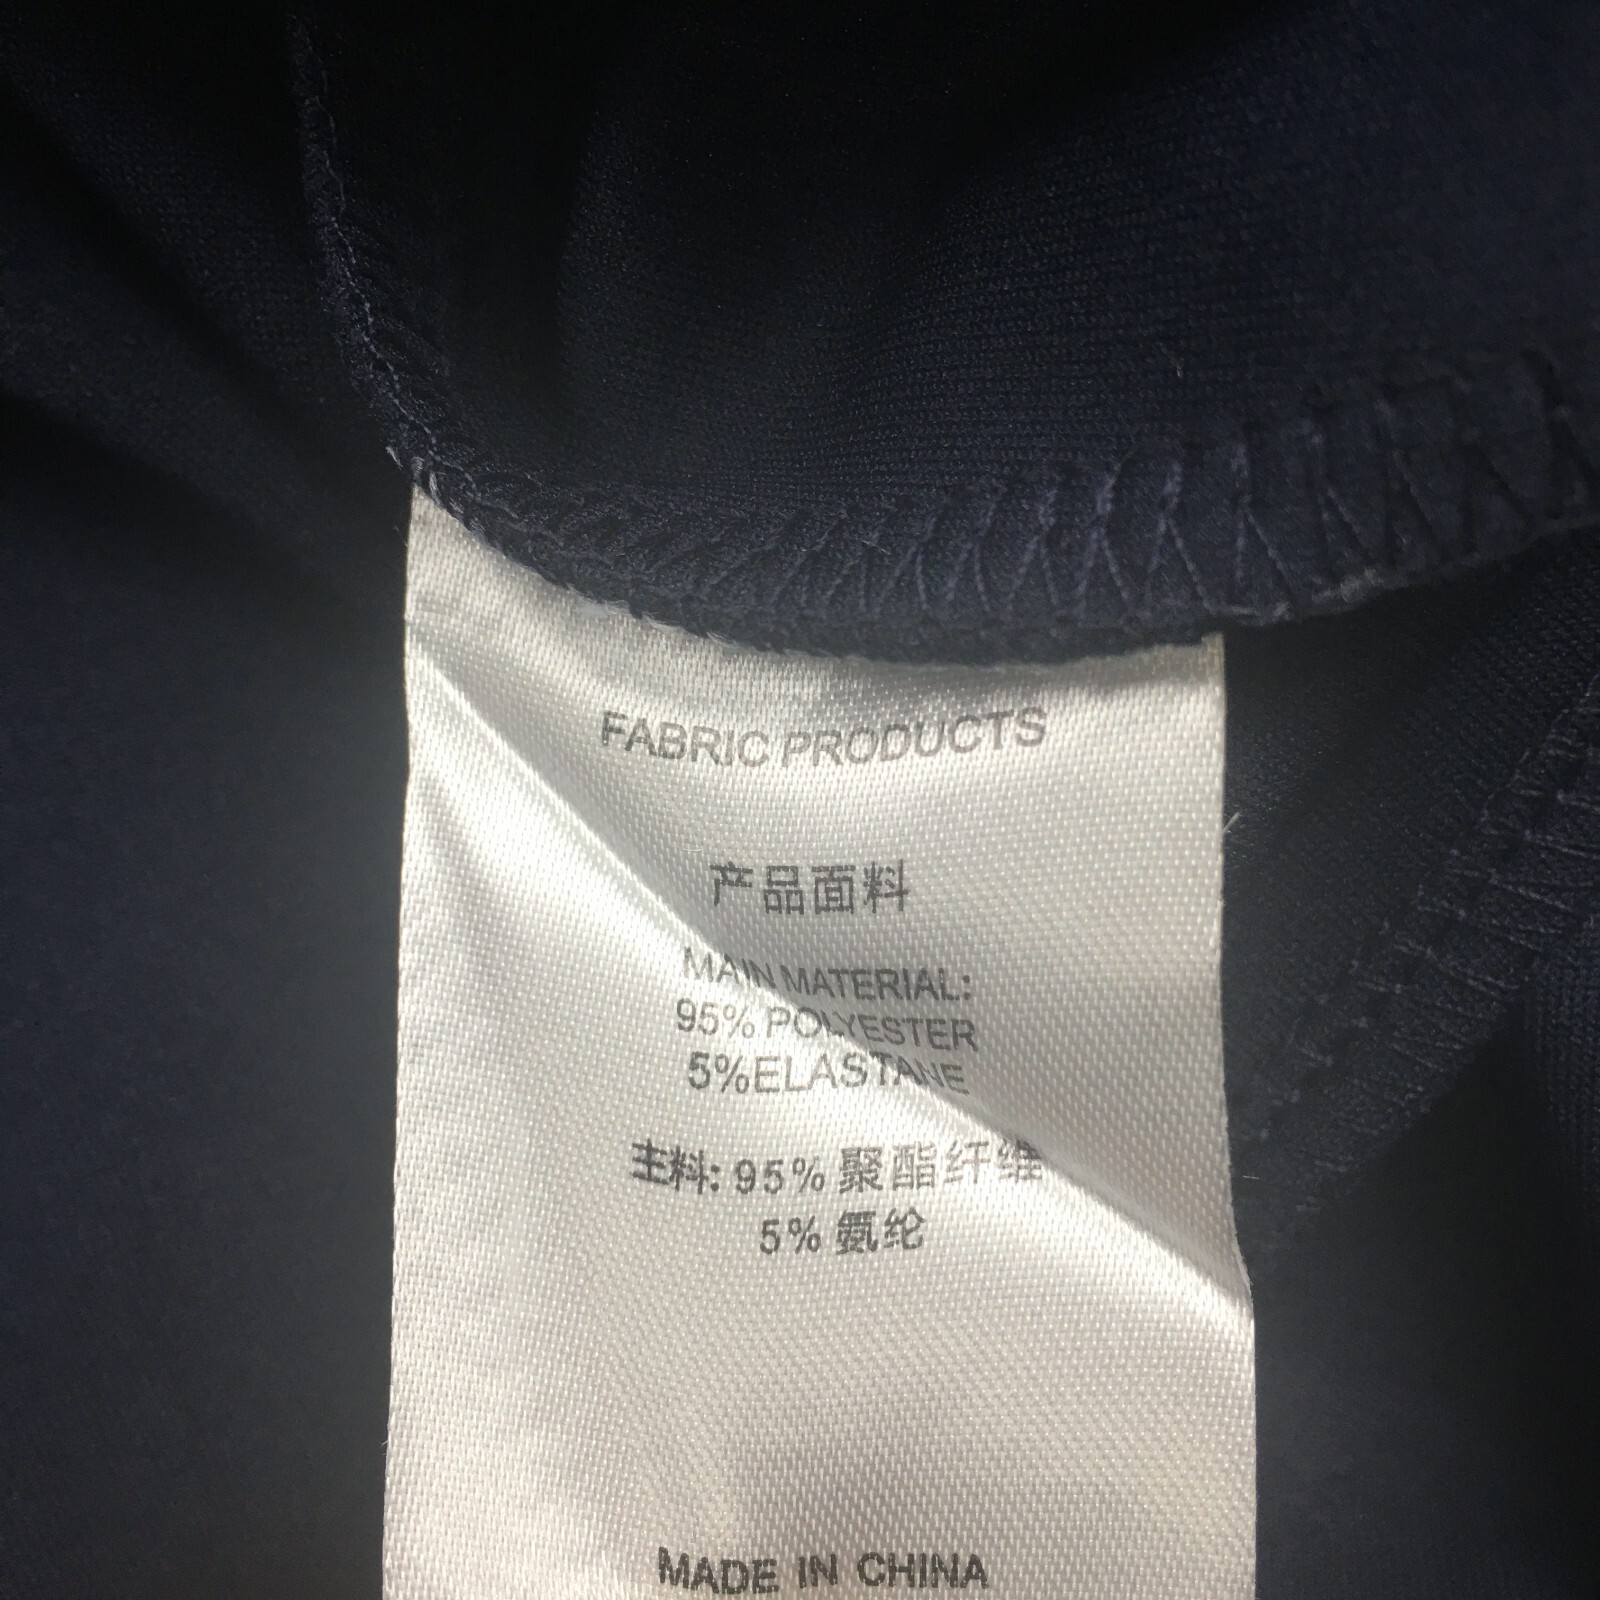 FABRIC PRODUCTS
产品面料
MAIN MATERIAL:
95% POLYESTER
5%ELASTANE
主料: 95% 聚酯纤维
5% 氨纶
MADE IN CHINA